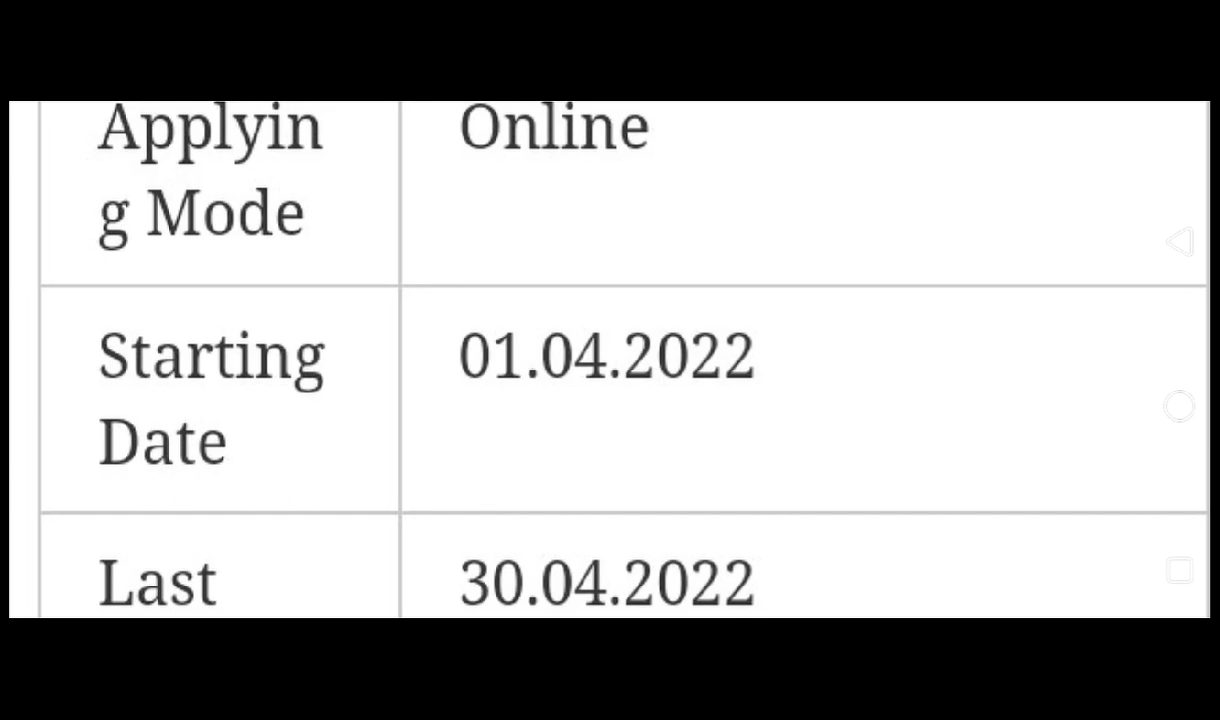 Applyin Online
g Mode
Starting 01.04.2022
Date
Last 30.04.2022